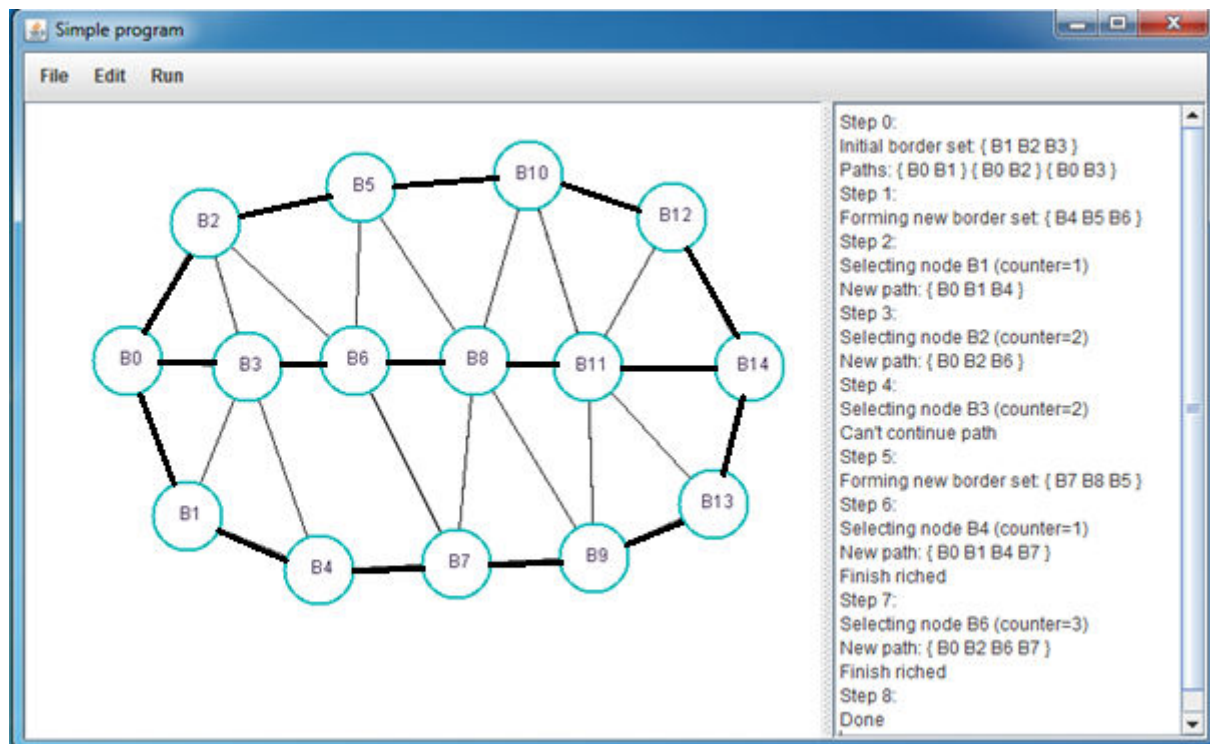 Simple program
File Edit Run
B10
B5
B12
B2
B0
B3
B6
B8
B11
B14
B1
B13
B4
B7
B9
Step 0:
Initial border set: { B1 B2 B3 }
Paths: { B0 B1 } { B0 B2 } { B0 B3 }
Step 1:
Forming new border set: { B4 B5 B6 }
Step 2:
Selecting node B1 (counter=1)
New path: { B0 B1 B4 }
Step 3:
Selecting node B2 (counter=2)
New path: { B0 B2 B6 }
Step 4:
Selecting node B3 (counter=2)
Can't continue path
Step 5:
Forming new border set: { B7 B8 B5 }
Step 6:
Selecting node B4 (counter=1)
New path: { B0 B1 B4 B7 }
Finish riched
Step 7:
Selecting node B6 (counter=3)
New path: { B0 B2 B6 B7 }
Finish riched
Step 8:
Done